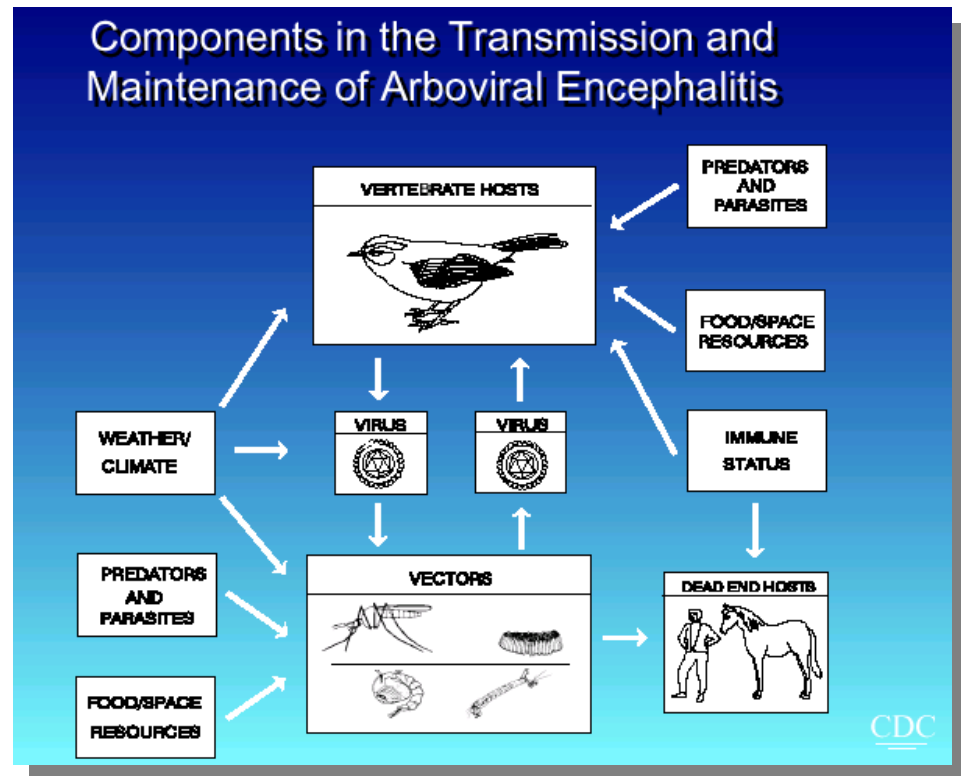 Components in the Transmission and
Maintenance of Arboviral Encephalitis
VERTEBRATE HOSTS
PREDATORS
AND
PARASITES
FOOD/SPACE
RESOURCES
WEATHER/
CLIMATE
VIRUS
VIRUS
IMMUNE
STATUS
PREDATORS
AND
PARASITES
VECTORS
DEAD END HOSTS
FOOD/SPACE
RESOURCES
CDC